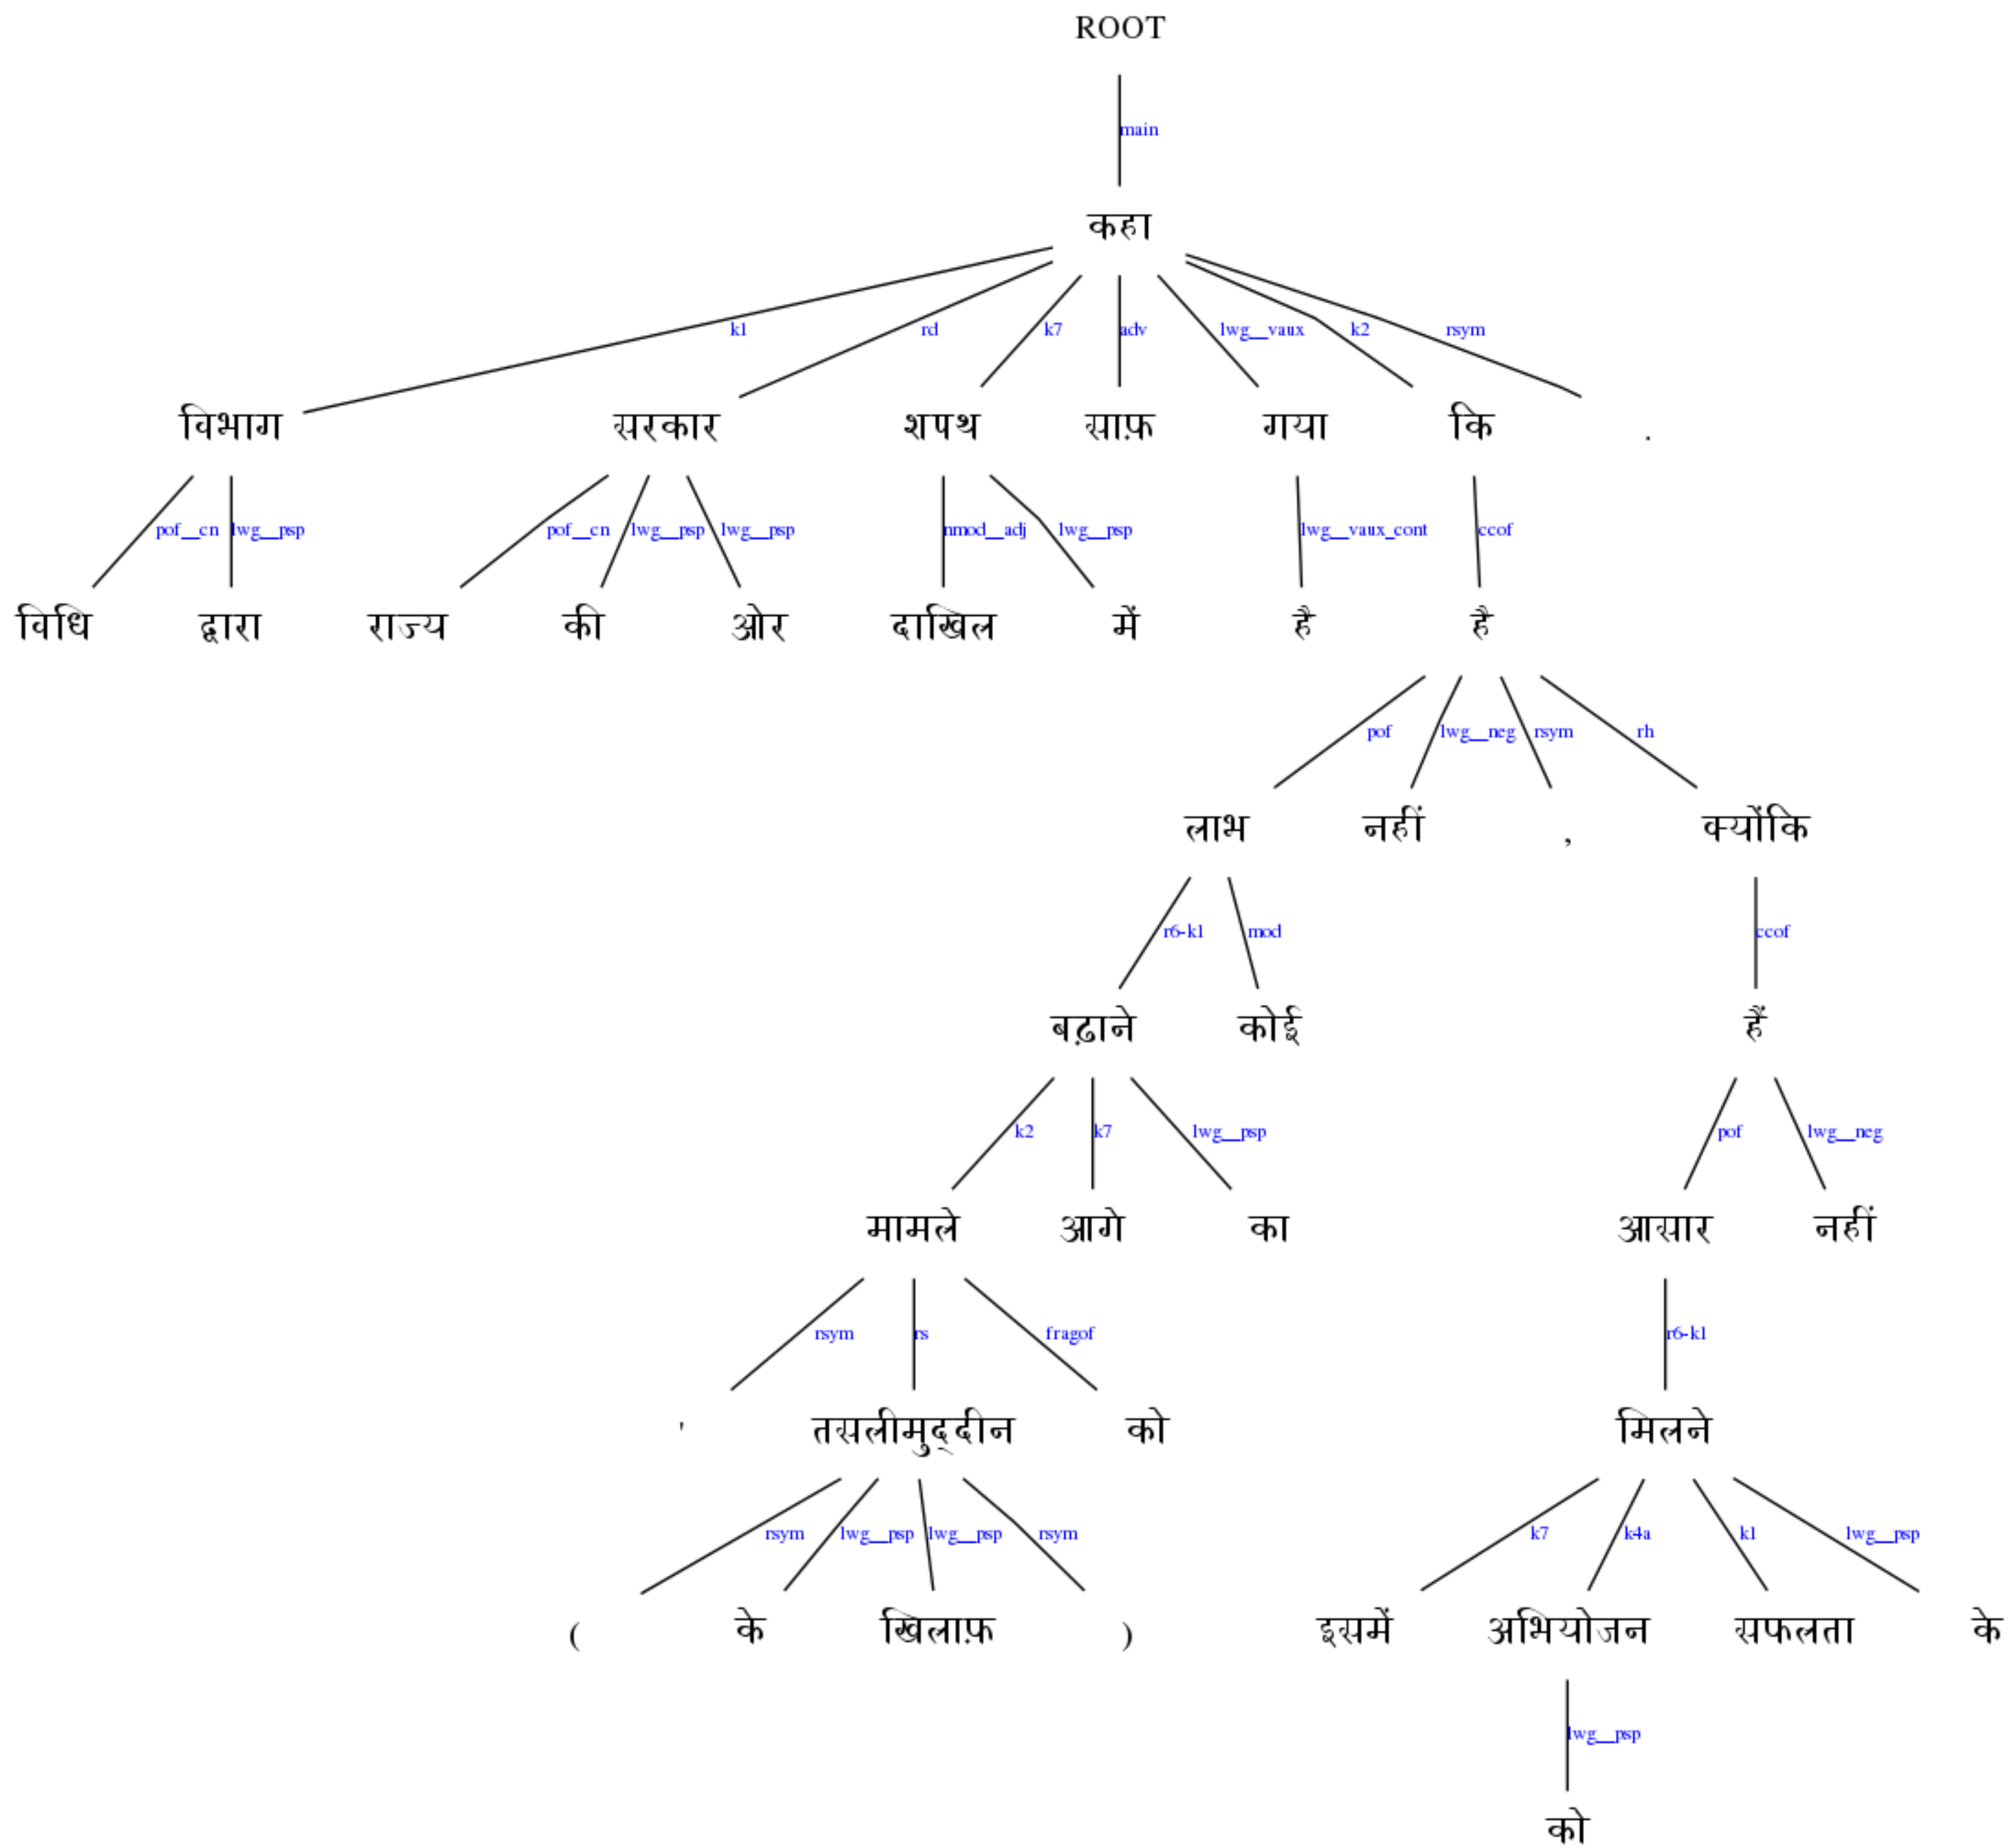 ROOT
main
कहा
k1 rd k7 adv lwg__vaux k2 rsym
विभाग सरकार शपथ साफ़ गया कि .
pof__cn lwg__psp pof__cn lwg__psp lwg__psp nmod__adj lwg__psp lwg__vaux_cont ccof
विधि द्वारा राज्य की ओर दाखिल में है है
pof lwg__neg rsym rh
लाभ नहीं , क्योंकि
r6-k1 mod ccof
बढ़ाने कोई हैं
k2 k7 lwg__psp pof lwg__neg
मामले आगे का आसार नहीं
rsym rs fragof r6-k1
' तसलीमुद्दीन को मिलने
rsym lwg__psp lwg__psp rsym k7 k4a k1 lwg__psp
( के खिलाफ़ ) इसमें अभियोजन सफलता के
lwg__psp
को